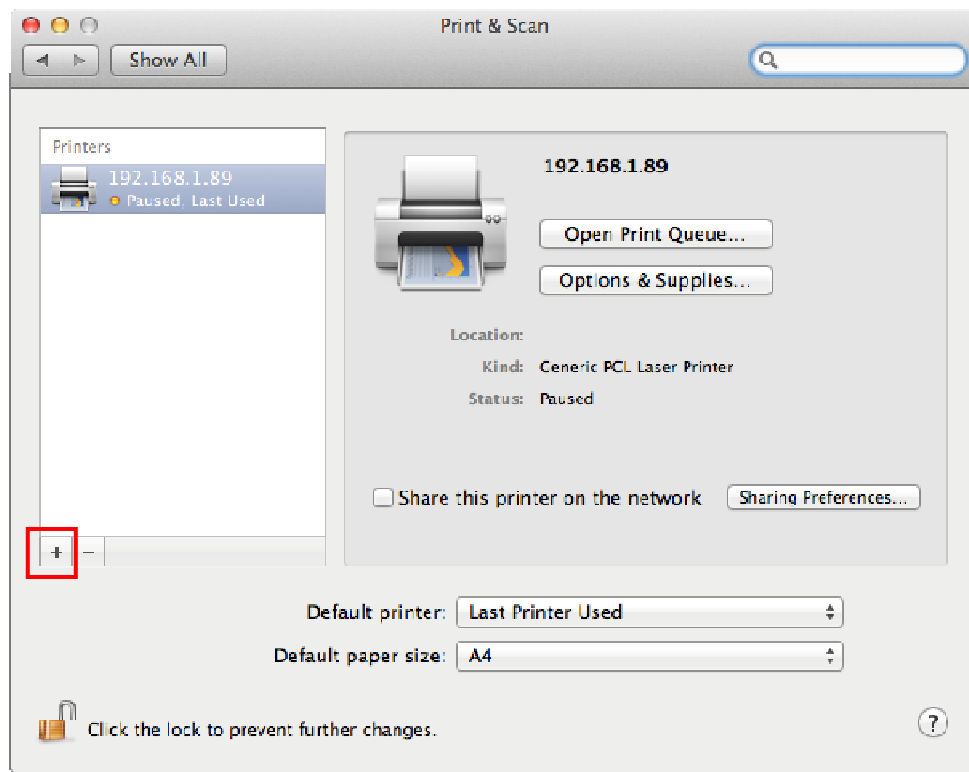 Print & Scan
Show All
Printers
192.168.1.89
Paused, Last Used
192.168.1.89
Open Print Queue...
Options & Supplies...
Location:
Kind: Generic PCL Laser Printer
Status: Paused
Share this printer on the network
Sharing Preferences...
+ −
Default printer: Last Printer Used
Default paper size: A4
Click the lock to prevent further changes.
?